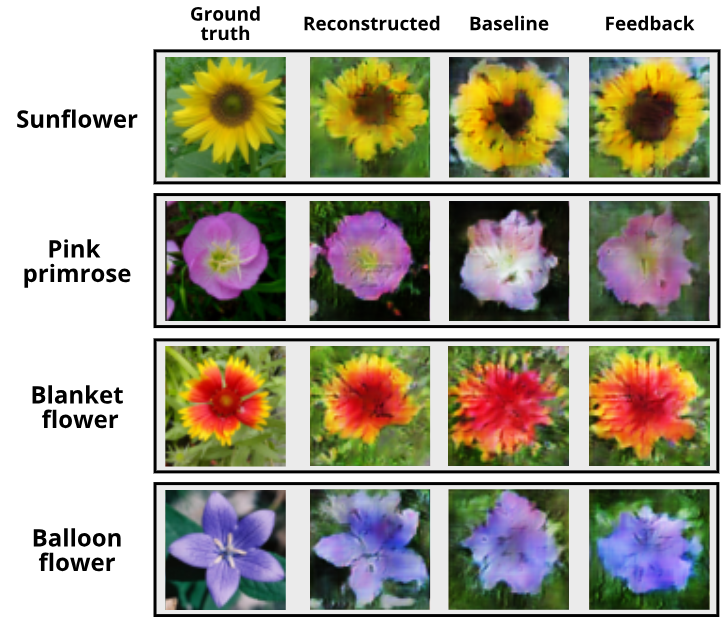 Ground
truth
Reconstructed
Baseline
Feedback
Sunflower
Pink
primrose
Blanket
flower
Balloon
flower